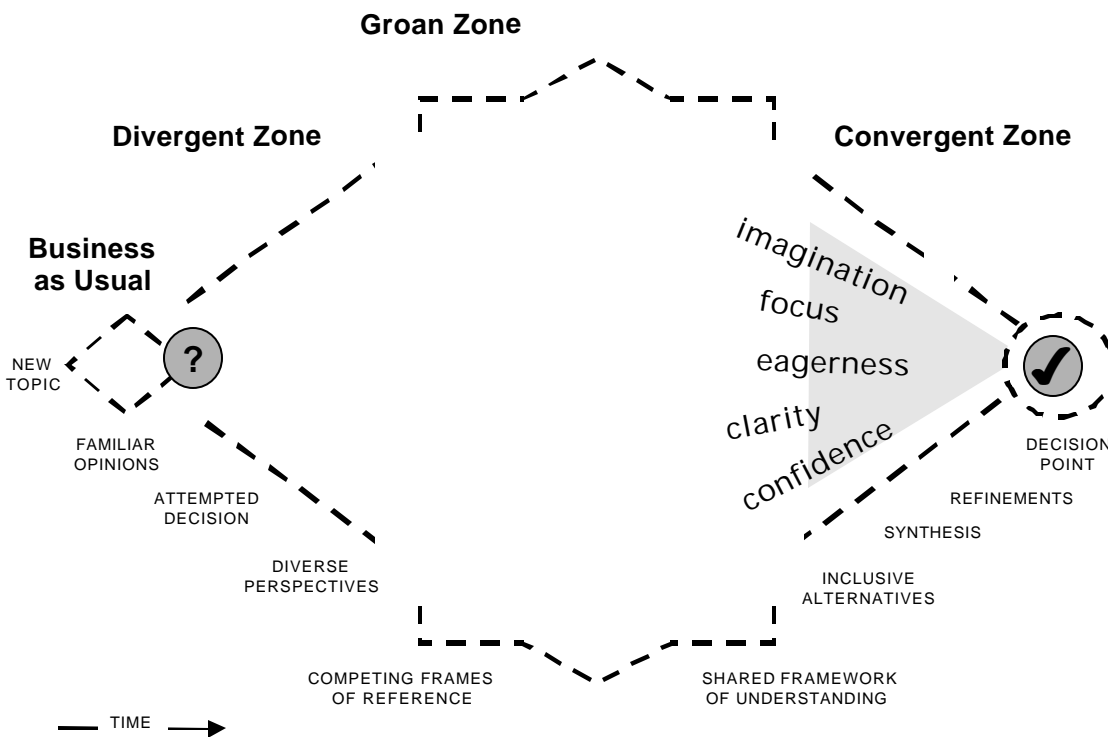 Groan Zone
Divergent Zone
Convergent Zone
Business
as Usual
NEW
TOPIC
?
imagination
focus
eagerness
clarity
confidence
FAMILIAR
OPINIONS
ATTEMPTED
DECISION
DIVERSE
PERSPECTIVES
COMPETING FRAMES
OF REFERENCE
SHARED FRAMEWORK
OF UNDERSTANDING
INCLUSIVE
ALTERNATIVES
SYNTHESIS
REFINEMENTS
DECISION
POINT
TIME